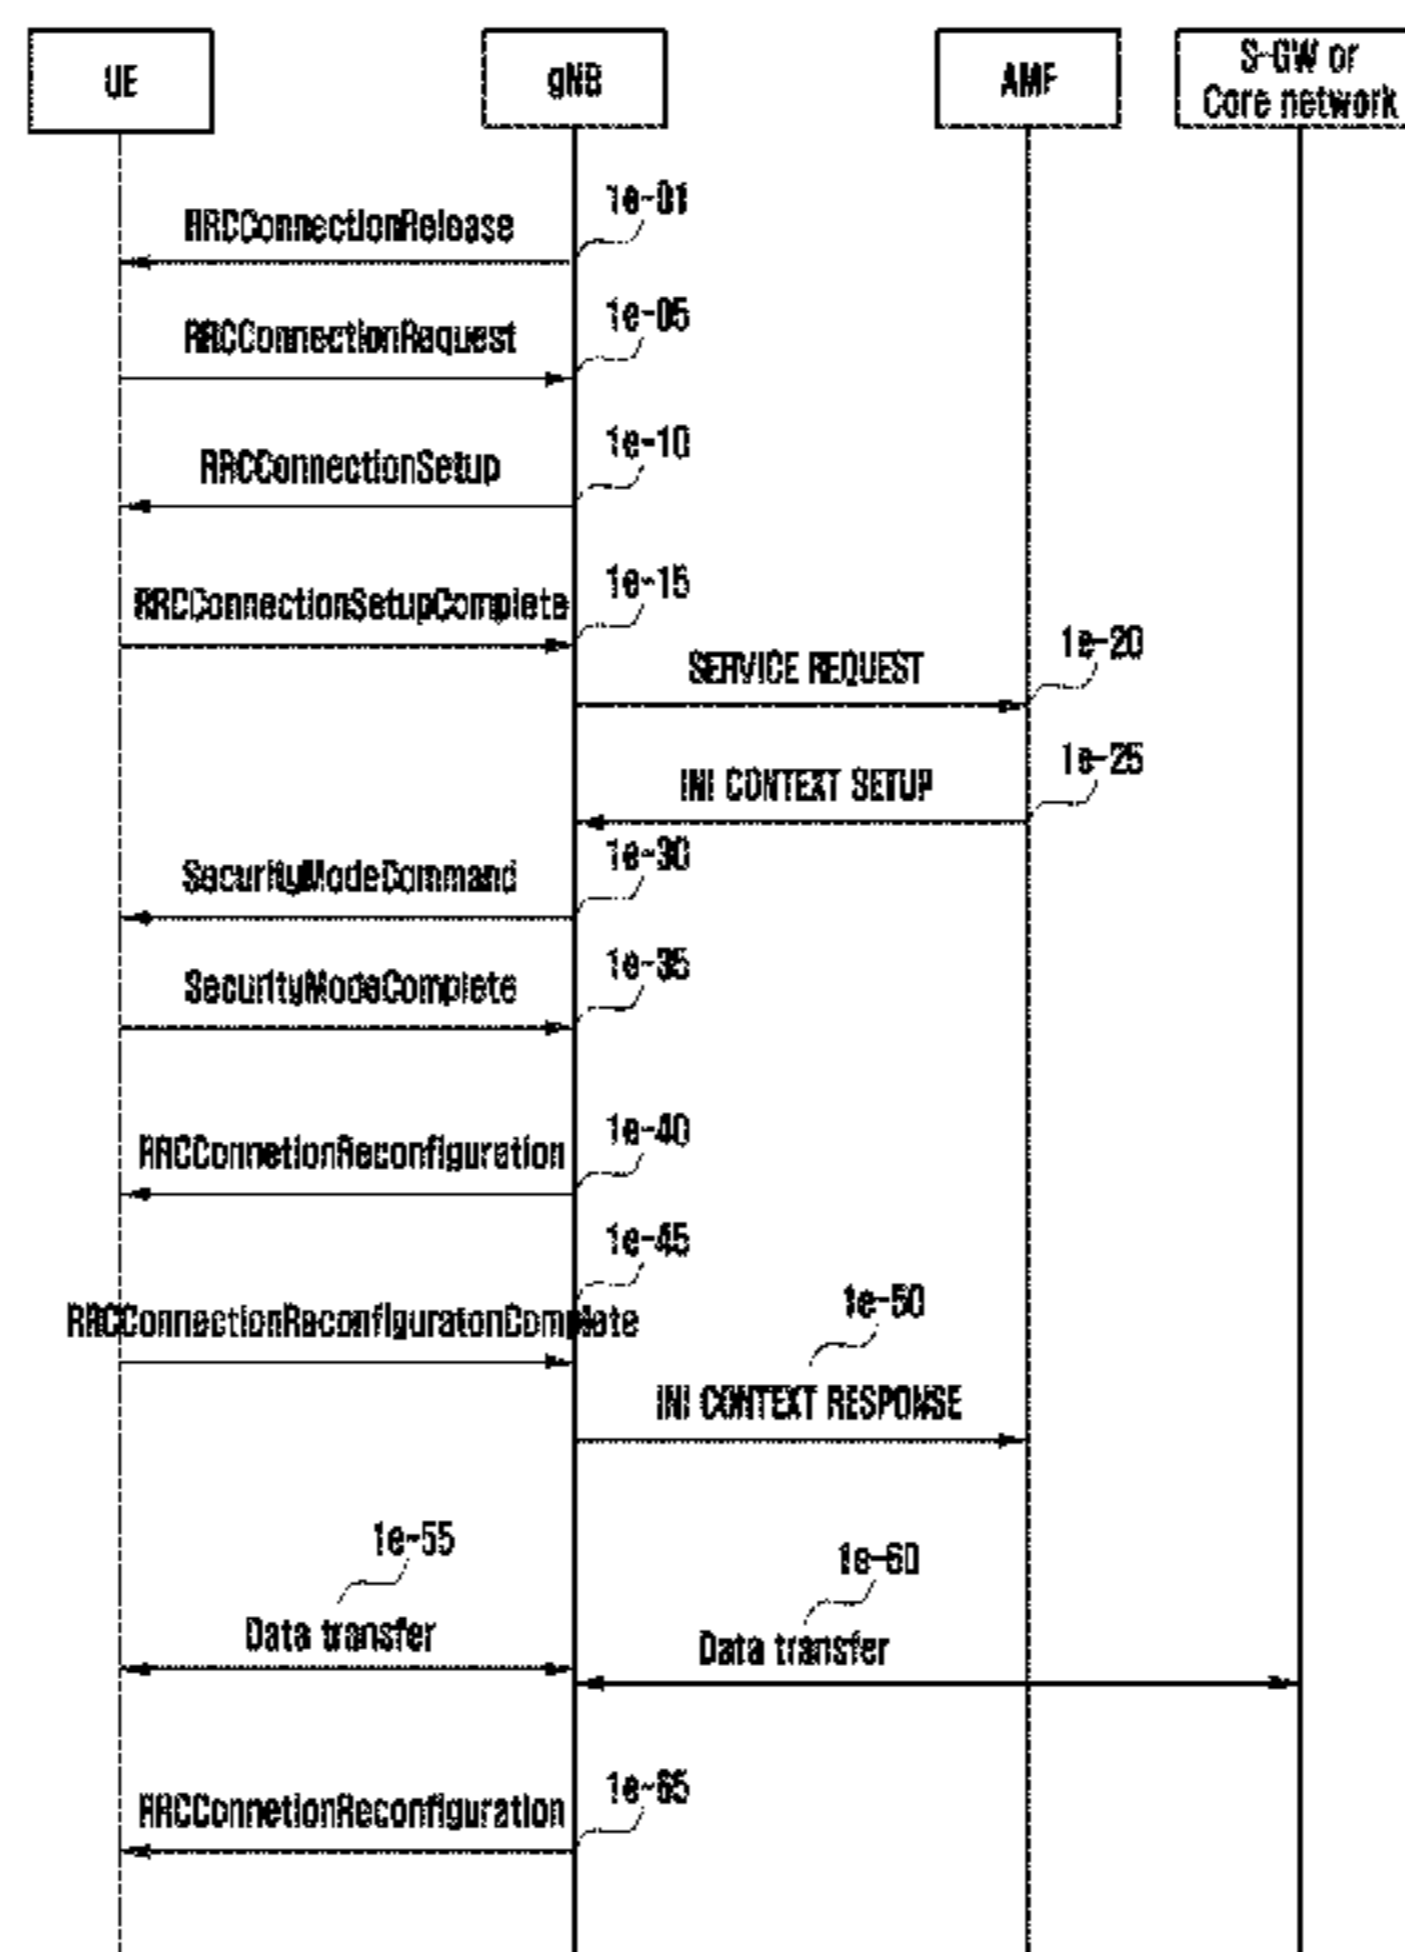 UE
gNB
AMF
S-GW or
Core network
1e-01
RRCConnectionRelease
1e-05
RRCConnectionRequest
1e-10
RRCConnectionSetup
1e-15
RRCConnectionSetupComplete
1e-20
SERVICE REQUEST
1e-25
INI CONTEXT SETUP
1e-30
SecurityModeCommand
1e-35
SecurityModeComplete
1e-40
RRCConnetionReconfiguration
1e-45
RRCConnectionReconfiguratonComplete
1e-50
INI CONTEXT RESPONSE
1e-55
Data transfer
1e-60
Data transfer
1e-65
RRCConnetionReconfiguration